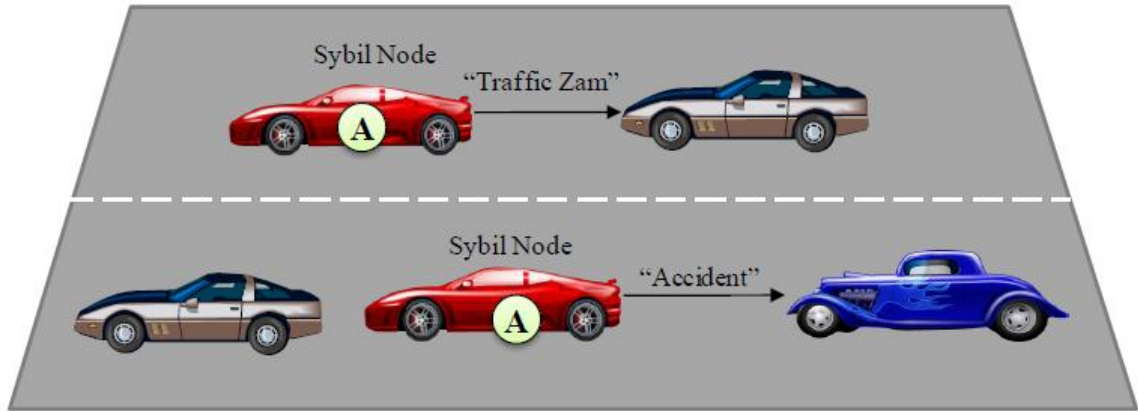 Sybil Node
“Traffic Zam”
A
Sybil Node
“Accident”
A